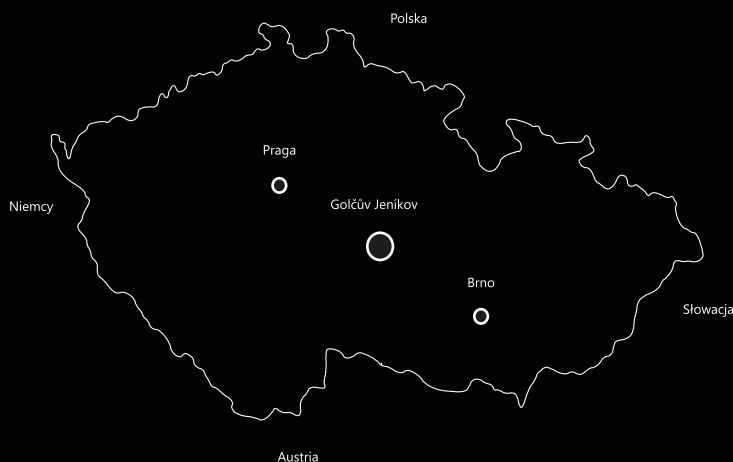 Polska
Praga
Golčův Jeníkov
Niemcy
Brno
Słowacja
Austria